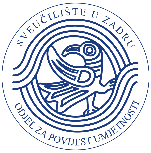 SVEUČILIŠTE U ZADRU
ODJEL ZA POVIJEST UMJETNOSTI